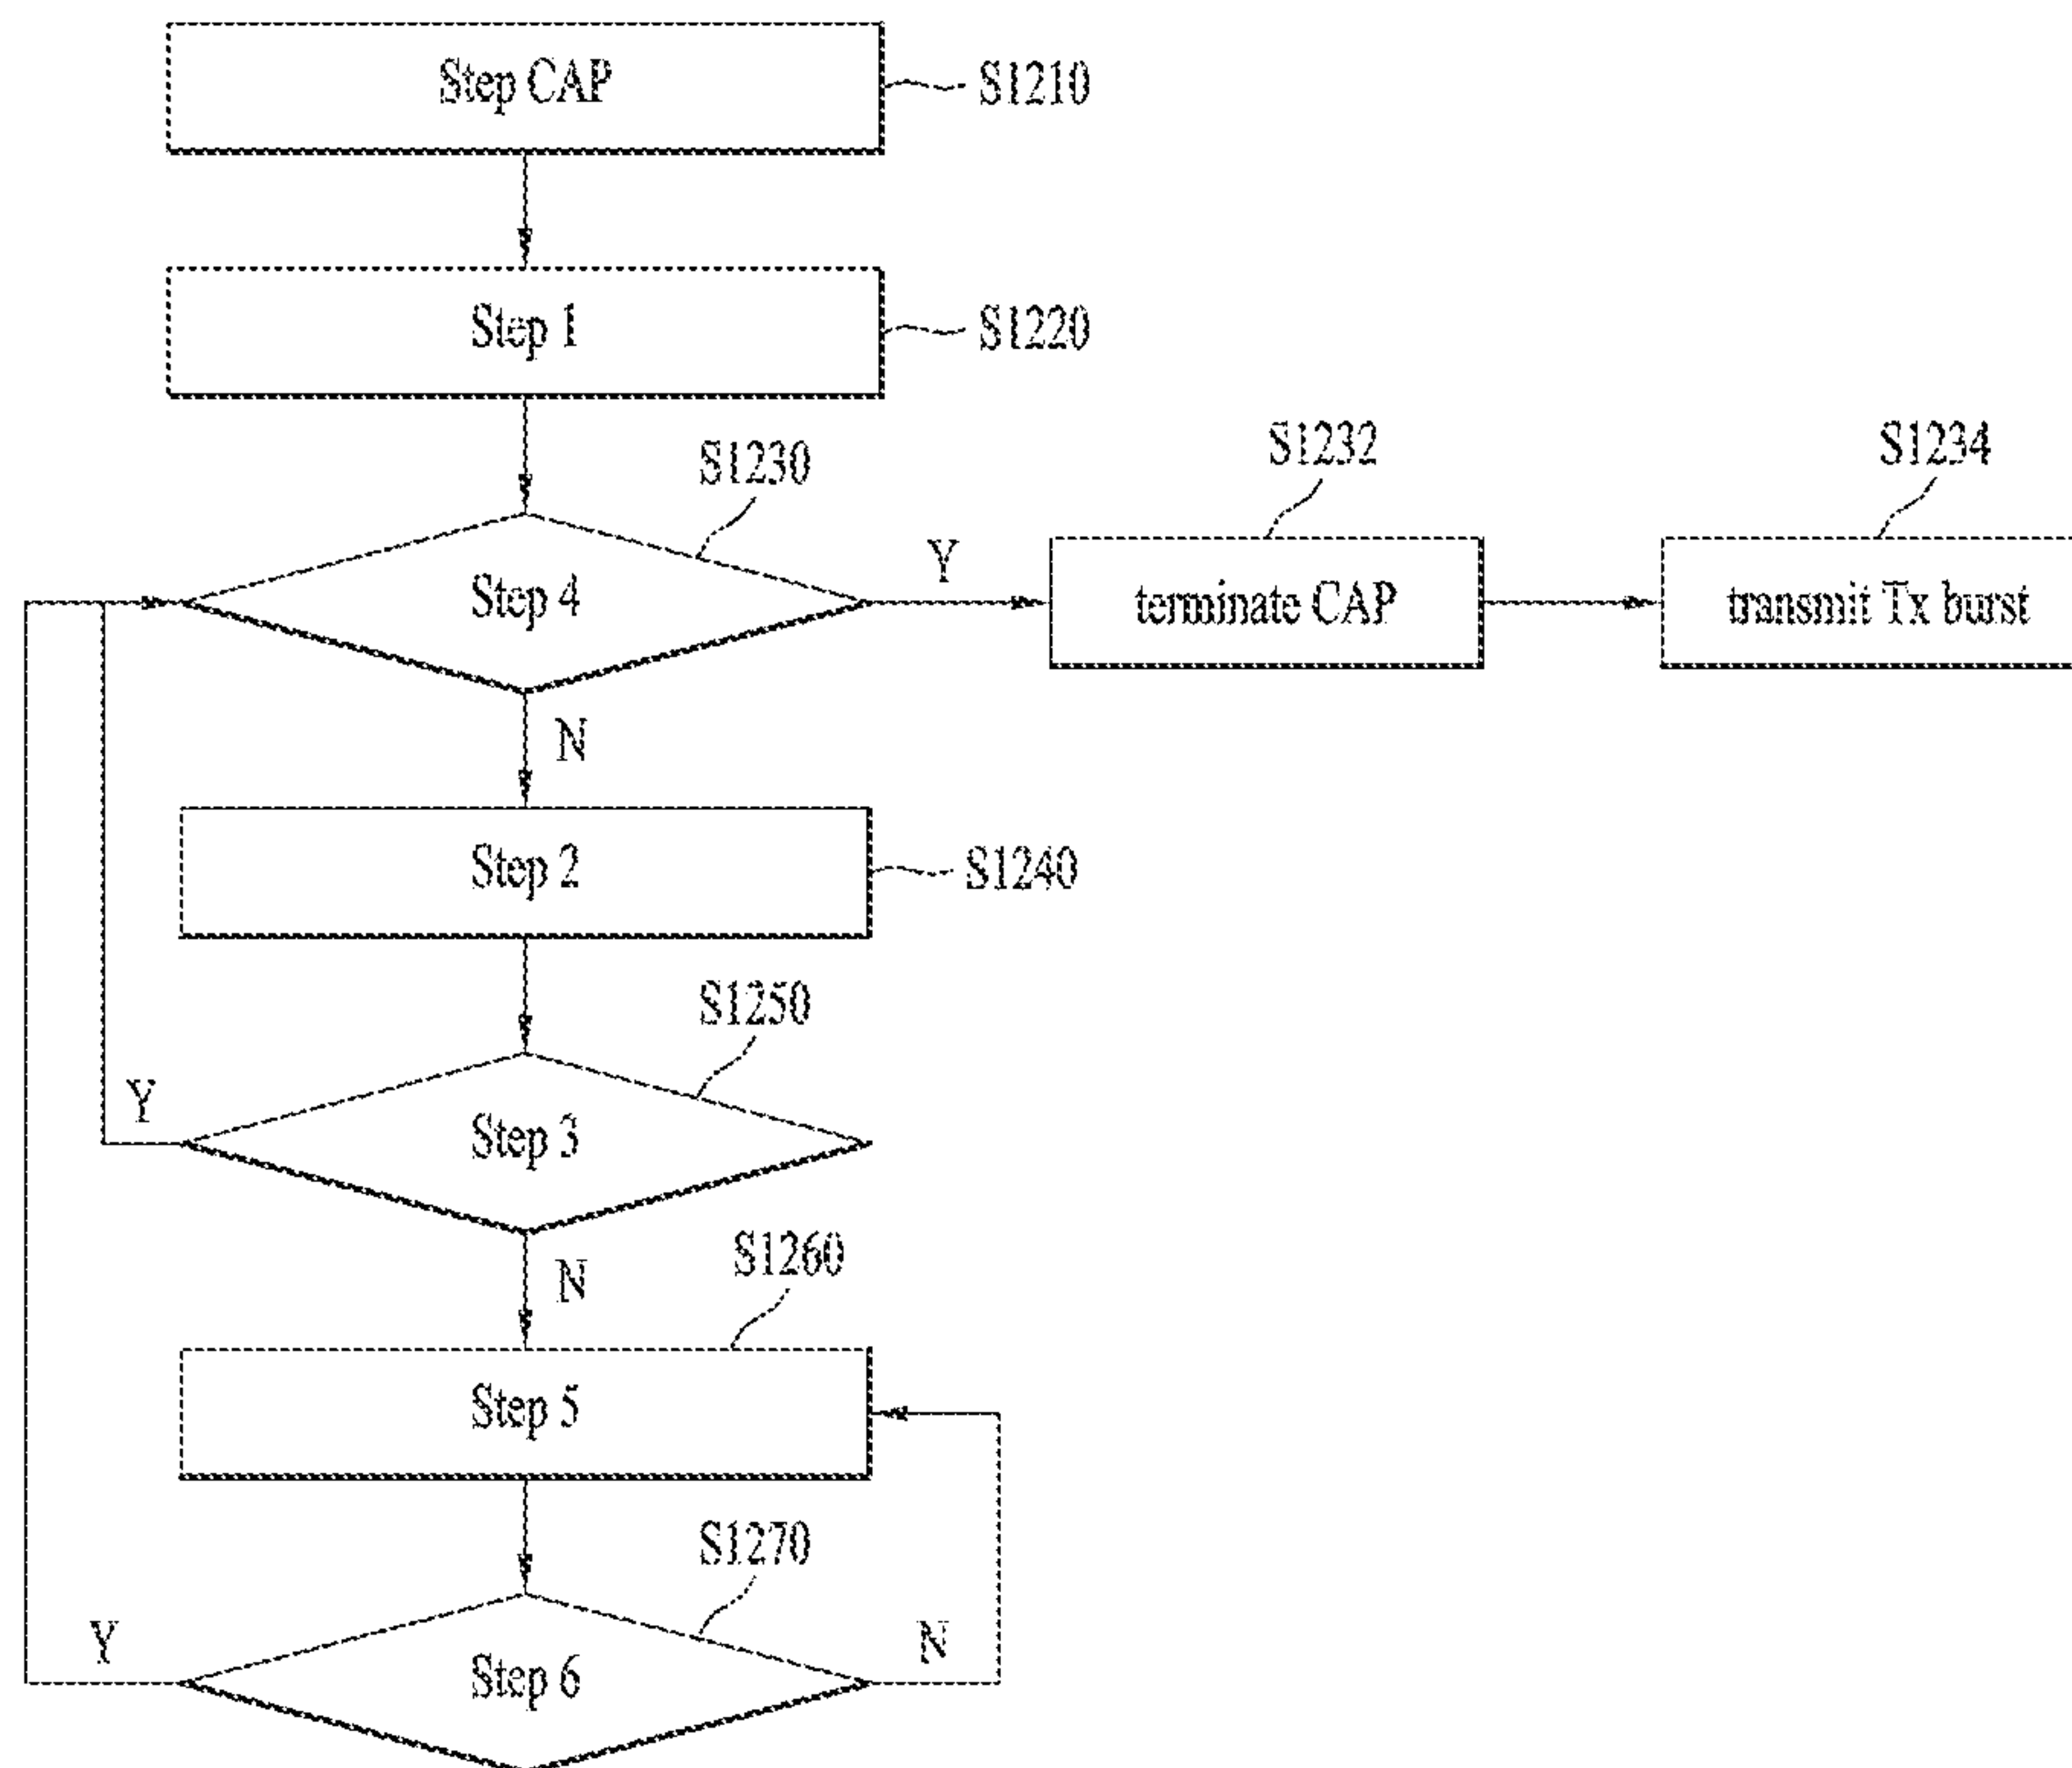 Step CAP
S1210
Step 1
S1220
S1230
S1232
S1234
Step 4
Y
terminate CAP
transmit Tx burst
N
Step 2
S1240
S1250
Y
Step 3
N
S1260
Step 5
S1270
Y
Step 6
N